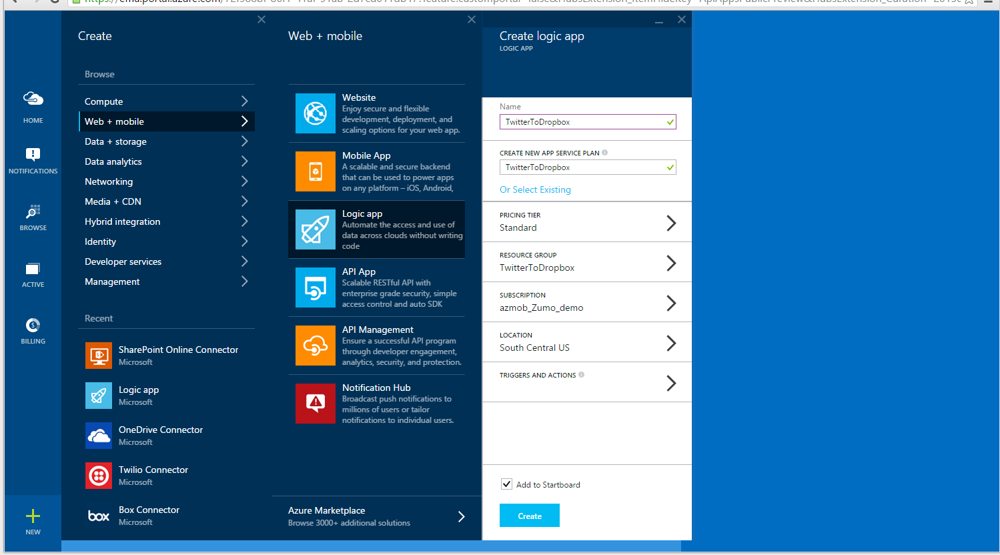 HOME
NOTIFICATIONS
BROWSE
ACTIVE
BILLING
NEW
Create
Browse
Compute
Web + mobile
Data + storage
Data analytics
Networking
Media + CDN
Hybrid integration
Identity
Developer services
Management
Recent
SharePoint Online Connector
Microsoft
Logic app
Microsoft
OneDrive Connector
Microsoft
Twilio Connector
Microsoft
box
Box Connector
Microsoft
Web + mobile
Website
Enjoy secure and flexible
development, deployment, and
scaling options for your web app.
Mobile App
A scalable and secure backend
that can be used to power apps
on any platform – iOS, Android,
Logic app
Automate the access and use of
data across clouds without writing
code
API App
Scalable RESTful API with
enterprise grade security, simple
access control and auto SDK
API Management
Ensure a successful API program
through developer engagement,
analytics, security, and protection.
Notification Hub
Broadcast push notifications to
millions of users or tailor
notifications to individual users.
Azure Marketplace
Browse 3000+ additional solutions
Create logic app
LOGIC APP
Name
TwitterToDropbox
CREATE NEW APP SERVICE PLAN
TwitterToDropbox
Or Select Existing
PRICING TIER
Standard
RESOURCE GROUP
TwitterToDropbox
SUBSCRIPTION
azmob_Zumo_demo
LOCATION
South Central US
TRIGGERS AND ACTIONS
Add to Startboard
Create